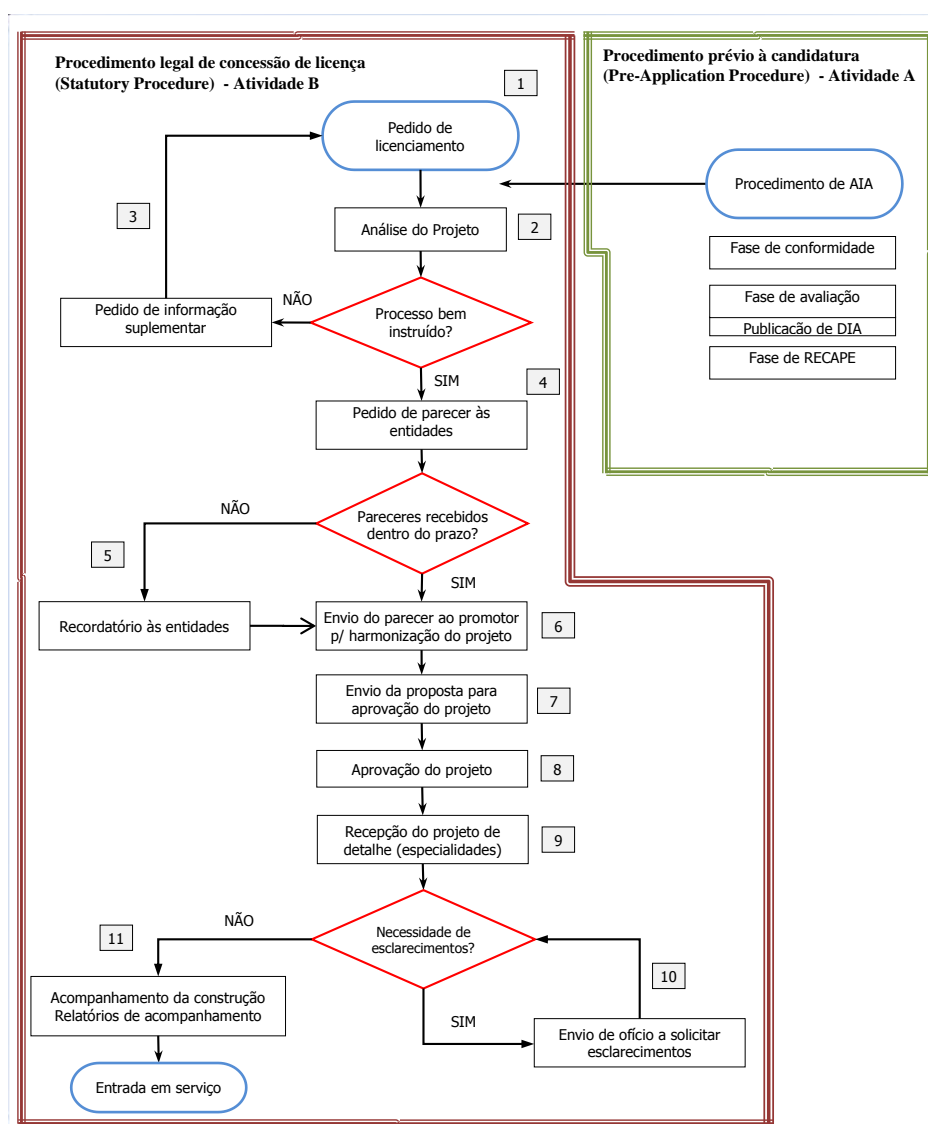 Procedimento legal de concessão de licença
(Statutory Procedure) - Atividade B
Procedimento prévio à candidatura
(Pre-Application Procedure) - Atividade A
1
Pedido de
licenciamento
Procedimento de AIA
3
2
Análise do Projeto
Fase de conformidade
Fase de avaliação
Publicação de DIA
Fase de RECAPE
NÃO
Pedido de informação
suplementar
Processo bem
instruído?
SIM
4
Pedido de parecer às
entidades
NÃO
Pareceres recebidos
dentro do prazo?
5
SIM
Recordatório às entidades
Envio do parecer ao promotor
p/ harmonização do projeto
6
Envio da proposta para
aprovação do projeto
7
Aprovação do projeto
8
Recepção do projeto de
detalhe (especialidades)
9
NÃO
11
Necessidade de
esclarecimentos?
10
Acompanhamento da construção
Relatórios de acompanhamento
SIM
Envio de ofício a solicitar
esclarecimentos
Entrada em serviço